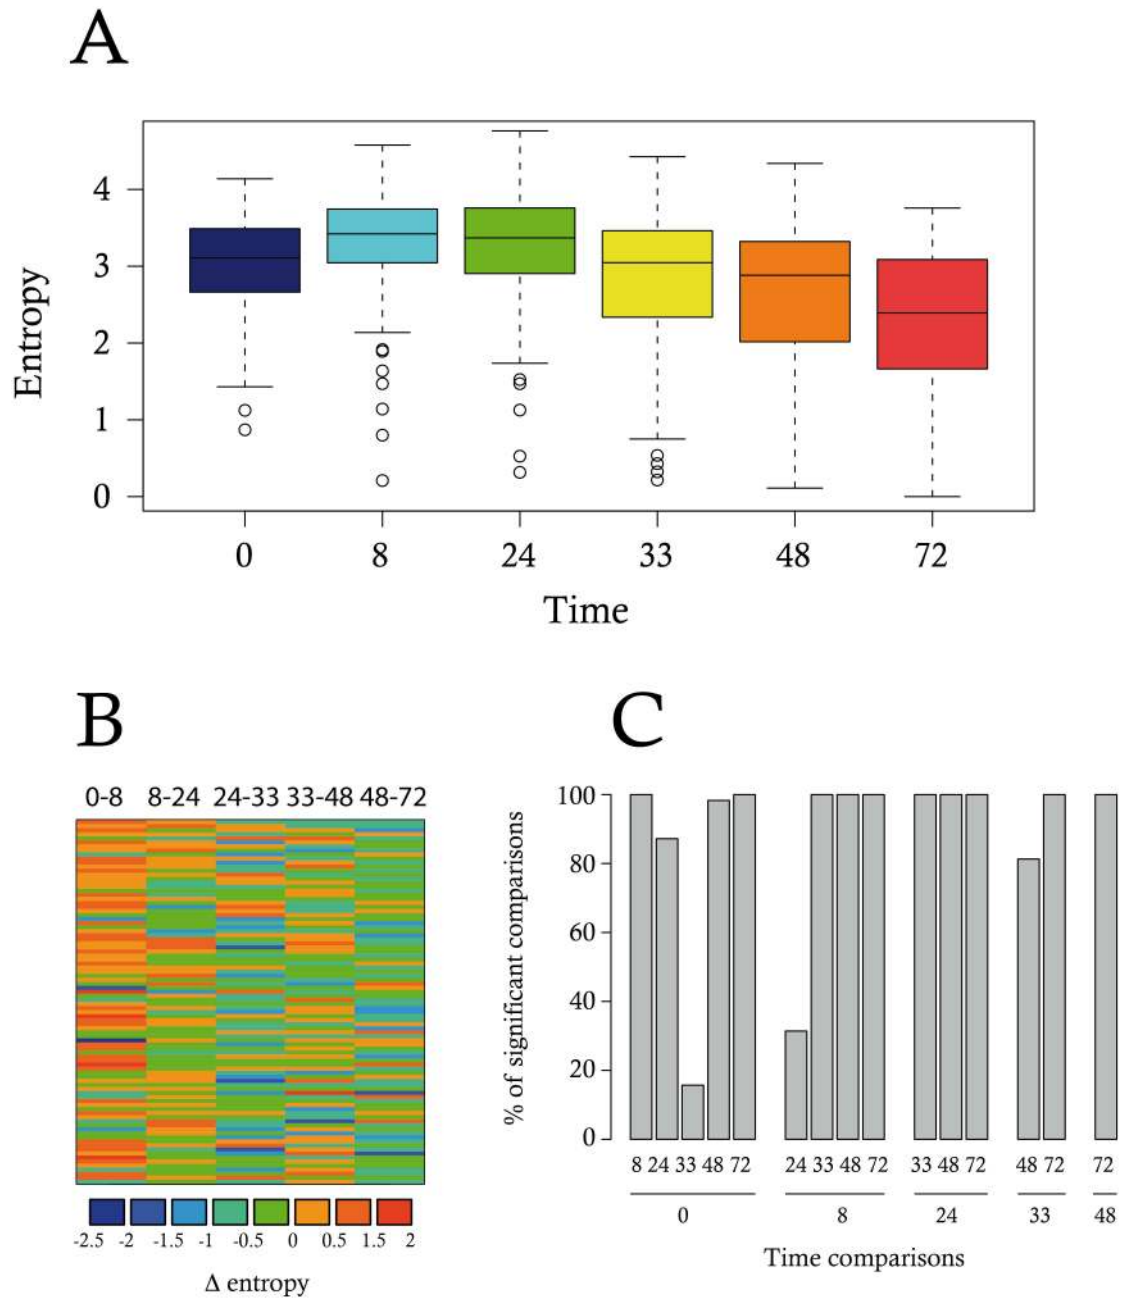 A
Entropy
4
3
2
1
0
0 8 24 33 48 72
Time
B
0-8 8-24 24-33 33-48 48-72
-2.5 -2 -1.5 -1 -0.5 0 0.5 1.5 2
Δ entropy
C
% of significant comparisons
100
80
60
40
20
0
8 24 33 48 72 24 33 48 72 33 48 72 48 72 72
0 8 24 33 48
Time comparisons